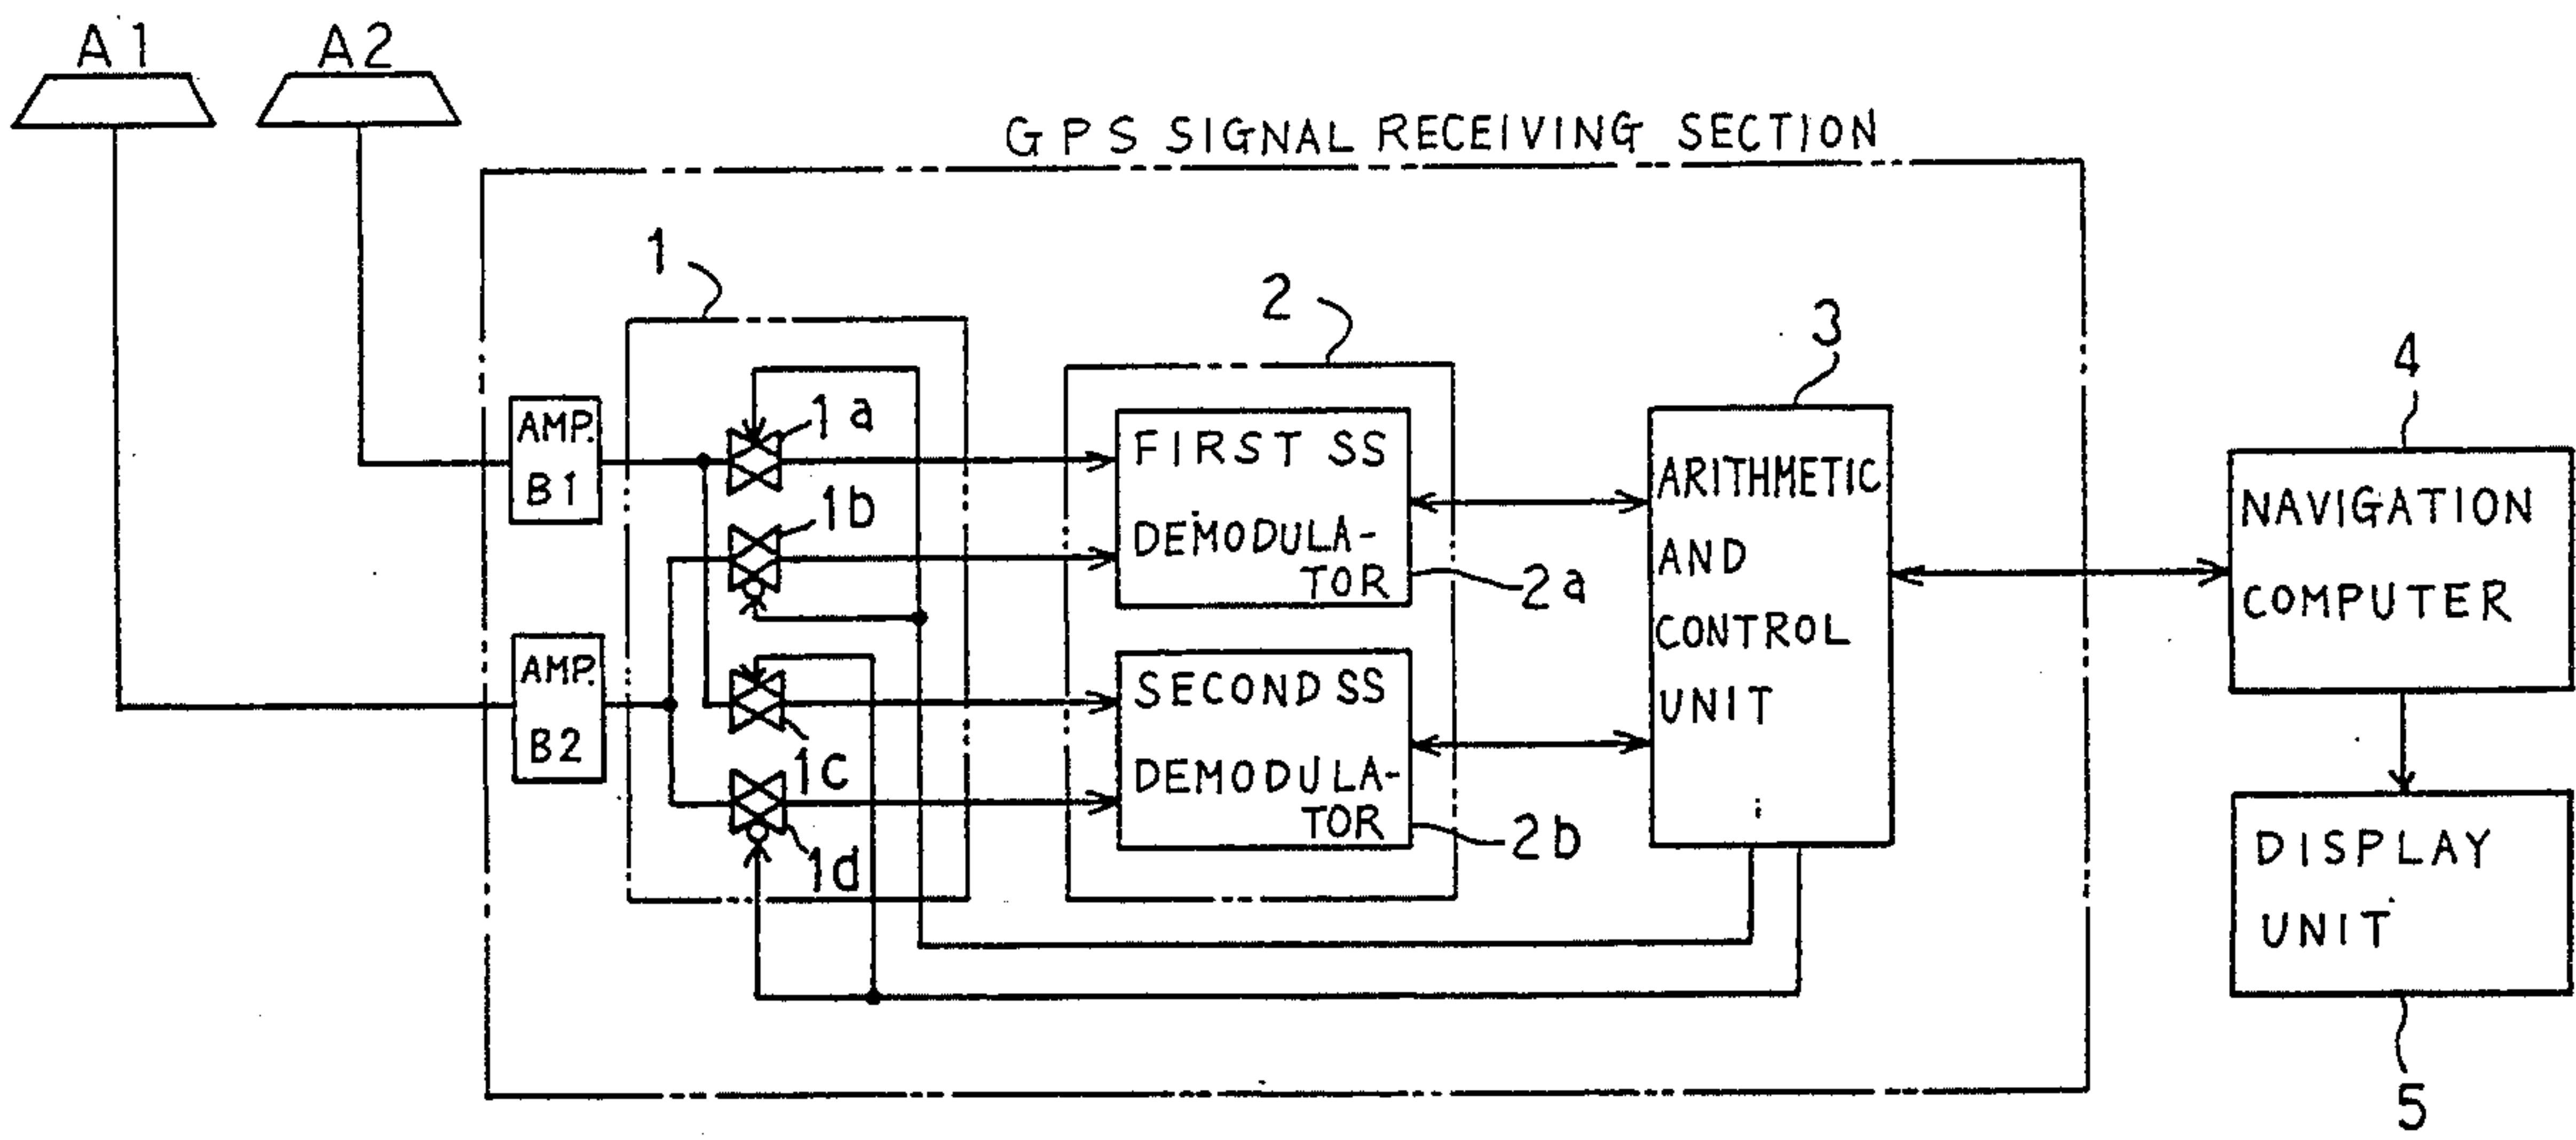 A1
A2
GPS SIGNAL RECEIVING SECTION
1
2
3
4
AMP.
B1
1a
1b
FIRST SS
DEMODULA-
TOR
2a
ARITHMETIC
AND
CONTROL
UNIT
NAVIGATION
COMPUTER
AMP.
B2
1c
1d
SECOND SS
DEMODULA-
TOR
2b
DISPLAY
UNIT
5